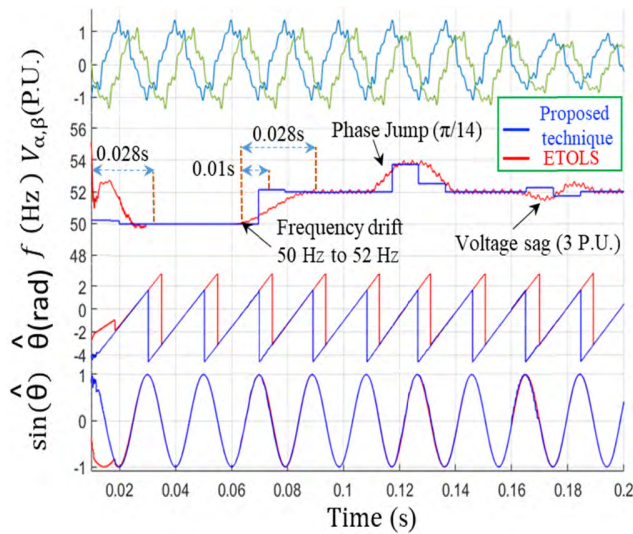 V α,β (P.U.)
1
0
-1
f (Hz)
56
54
52
50
48
0.028s
0.01s
0.028s
Phase Jump (π/14)
Proposed technique
ETOLS
Frequency drift
50 Hz to 52 Hz
Voltage sag (3 P.U.)
θ̂(rad)
2
0
-2
-4
sin(θ̂)
1
0
-1
0.02 0.04 0.06 0.08 0.1 0.12 0.14 0.16 0.18 0.2
Time (s)